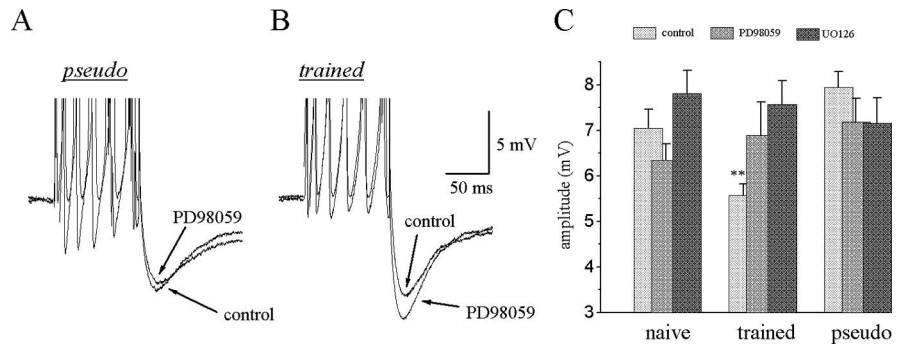 A
pseudo
PD98059
control
B
trained
5 mV
50 ms
control
PD98059
C
control
PD98059
UO126
amplitude (mV)
8
7
6
5
4
3
**
naive
trained
pseudo